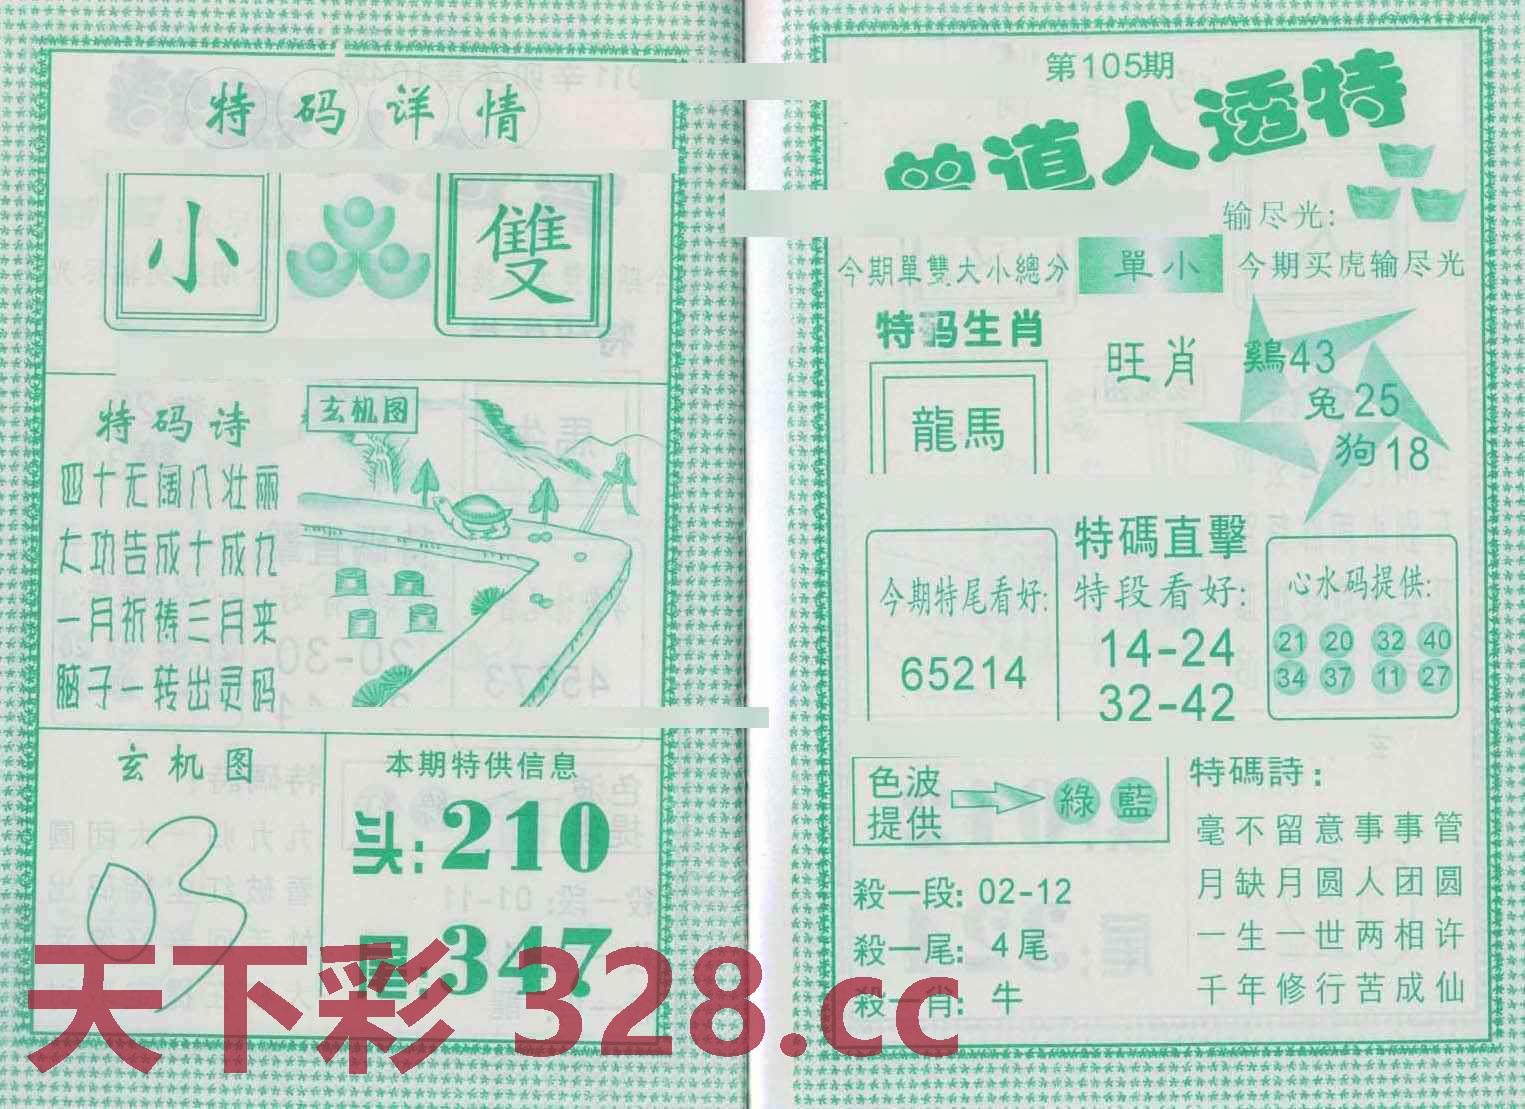 特码详情
小 雙
特码诗
四十无阔八壮丽
大功告成十成九
一月祈祷三月来
脑子一转出灵码
玄机图
玄机图
03
本期特供信息
头:210
尾:347
第105期
曾道人透特
输尽光:
今期單雙大小總分 單小 今期买虎输尽光
特码生肖
龍馬
旺肖
鷄43
兔25
狗18
今期特尾看好:
65214
特碼直擊
特段看好:
14-24
32-42
心水码提供:
21 20 32 40
34 37 11 27
色波
提供
綠 藍
殺一段: 02-12
殺一尾: 4尾
殺一肖: 牛
特碼詩:
毫不留意事事管
月缺月圆人团圆
一生一世两相许
千年修行苦成仙
天下彩 328.cc